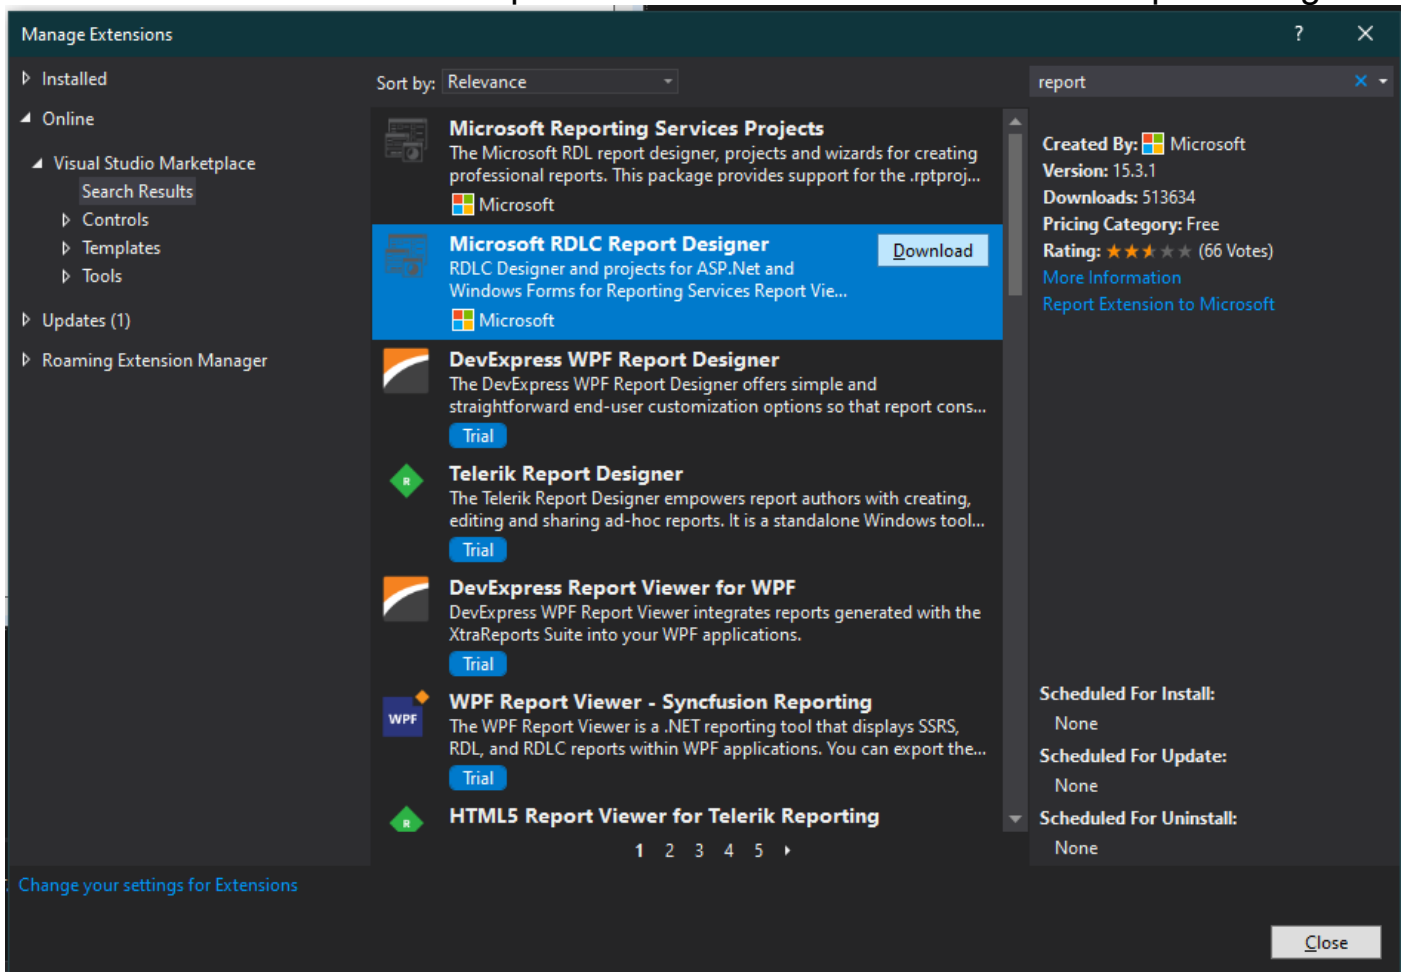 Manage Extensions
? ×
Installed
Online
Visual Studio Marketplace
Search Results
Controls
Templates
Tools
Updates (1)
Roaming Extension Manager
Sort by: Relevance
Microsoft Reporting Services Projects
The Microsoft RDL report designer, projects and wizards for creating
professional reports. This package provides support for the .rptproj...
Microsoft
Microsoft RDLC Report Designer
Download
RDLC Designer and projects for ASP.Net and
Windows Forms for Reporting Services Report Vie...
Microsoft
DevExpress WPF Report Designer
The DevExpress WPF Report Designer offers simple and
straightforward end-user customization options so that report cons...
Trial
R
Telerik Report Designer
The Telerik Report Designer empowers report authors with creating,
editing and sharing ad-hoc reports. It is a standalone Windows tool...
Trial
DevExpress Report Viewer for WPF
DevExpress WPF Report Viewer integrates reports generated with the
XtraReports Suite into your WPF applications.
Trial
WPF
WPF Report Viewer - Syncfusion Reporting
The WPF Report Viewer is a .NET reporting tool that displays SSRS,
RDL, and RDLC reports within WPF applications. You can export the...
Trial
R
HTML5 Report Viewer for Telerik Reporting
1 2 3 4 5
report
Created By: Microsoft
Version: 15.3.1
Downloads: 513634
Pricing Category: Free
Rating: (66 Votes)
More Information
Report Extension to Microsoft
Scheduled For Install:
None
Scheduled For Update:
None
Scheduled For Uninstall:
None
Change your settings for Extensions
Close